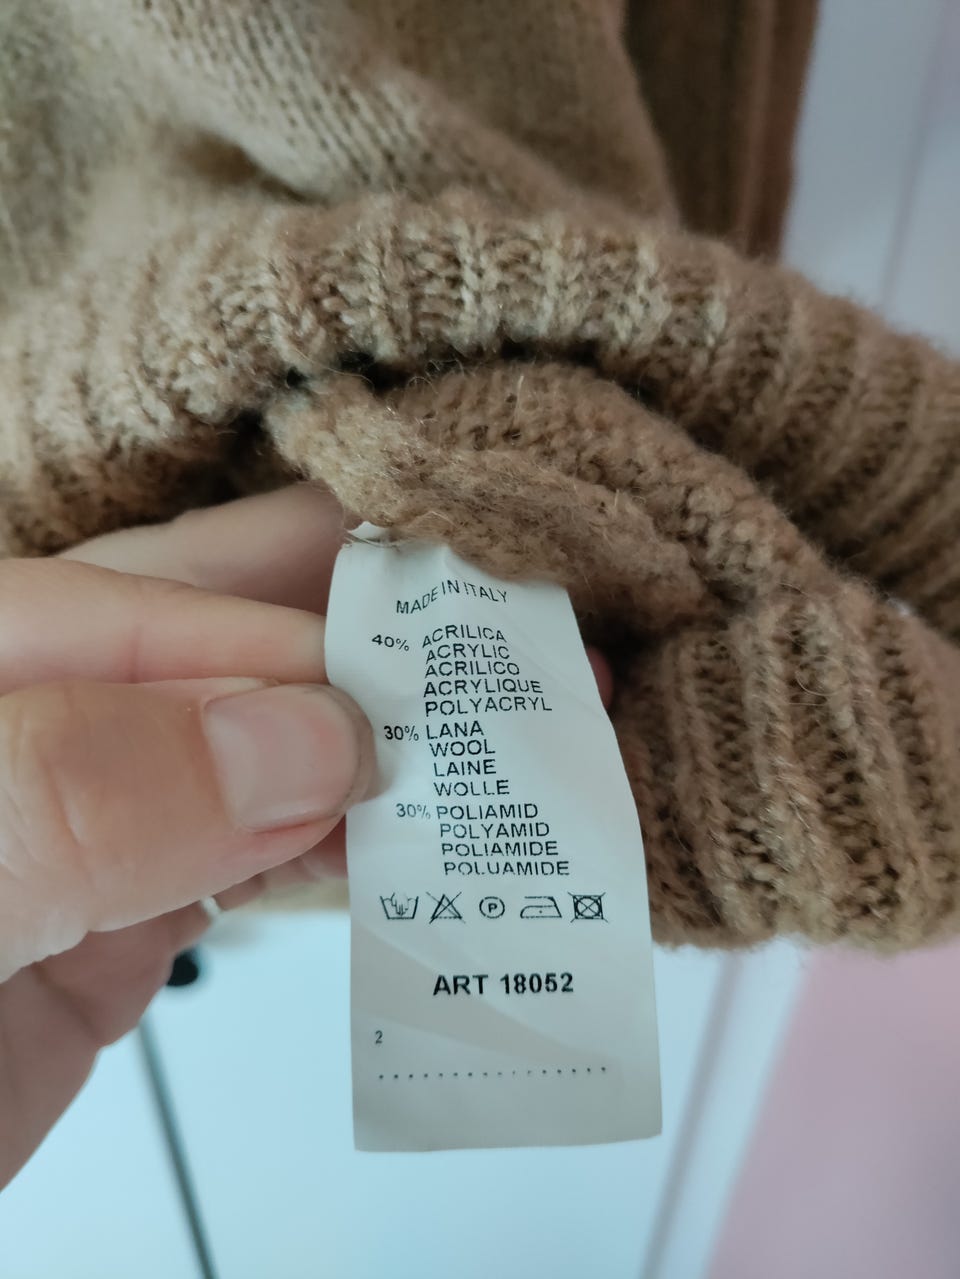 MADE IN ITALY
40% ACRILICA
ACRYLIC
ACRILICO
ACRYLIQUE
POLYACRYL
30% LANA
WOOL
LAINE
WOLLE
30% POLIAMID
POLYAMID
POLIAMIDE
POLUAMIDE
P
ART 18052
2
................